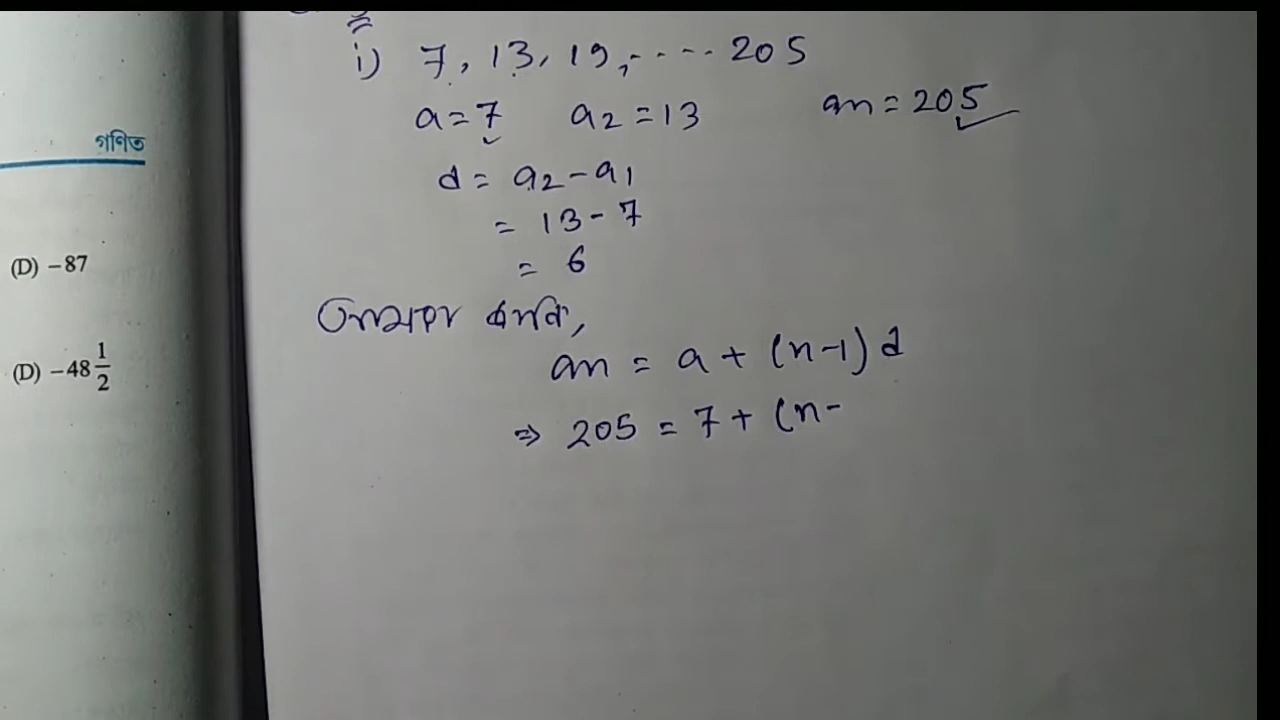 গণিত
(D) −87
(D) −48 1/2
i) 7, 13, 19, .... 205
a = 7 a2 = 13 an = 205
d = a2 − a1
= 13 − 7
= 6
an = a + (n−1) d
⇒ 205 = 7 + (n−